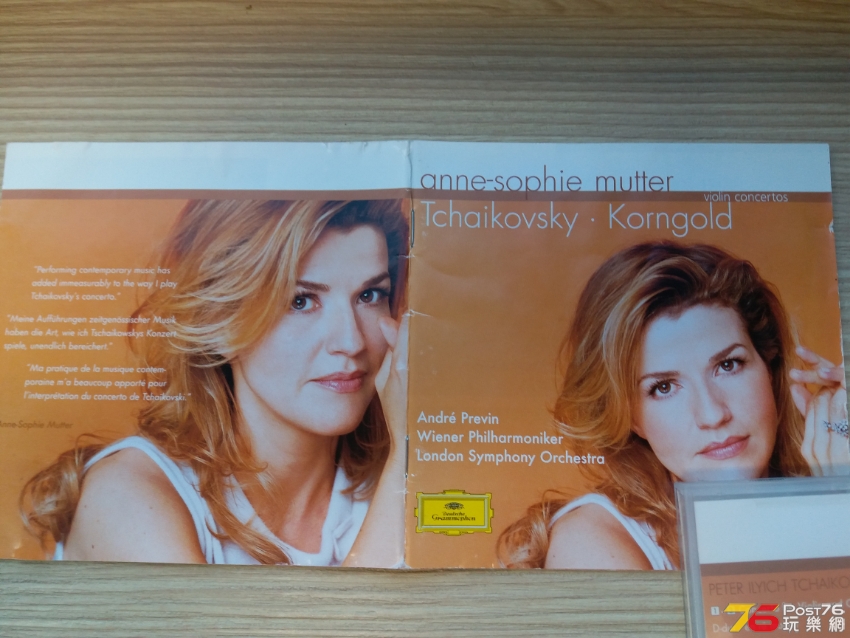 "Performing contemporary music has
added immeasurably to the way I play
Tchaikovsky's concerto."
"Meine Aufführungen zeitgenössischer Musik
haben die Art, wie ich Tschaikowskys Konzert
spiele, unendlich bereichert."
"Ma pratique de la musique contem-
poraine m'a beaucoup apporté pour
l'interprétation du concerto de Tchaïkovski."
Anne-Sophie Mutter
anne-sophie mutter
violin concertos
Tchaikovsky · Korngold
André Previn
Wiener Philharmoniker
London Symphony Orchestra
Deutsche
Grammophon
PETER ILYICH TCHAIKO
76 POST76
玩樂網